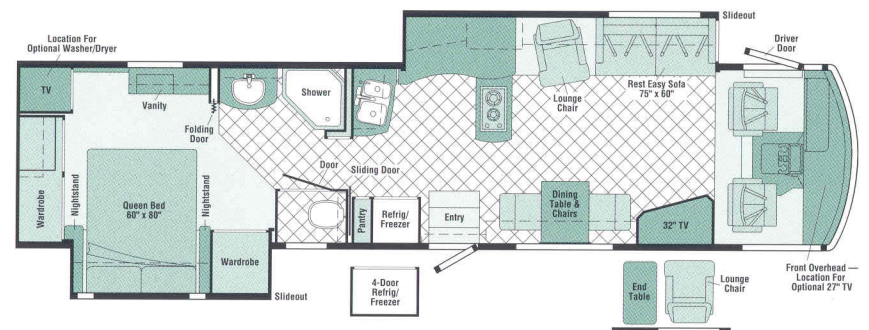 Location For
Optional Washer/Dryer
TV
Vanity
Folding
Door
Shower
Slideout
Driver
Door
Lounge
Chair
Rest Easy Sofa
75" x 60"
Door
Sliding Door
Wardrobe
Nightstand
Queen Bed
60" x 80"
Nightstand
Wardrobe
Pantry
Refrig/
Freezer
Entry
Dining
Table &
Chairs
32" TV
Slideout
4-Door
Refrig/
Freezer
End
Table
Lounge
Chair
Front Overhead —
Location For
Optional 27" TV